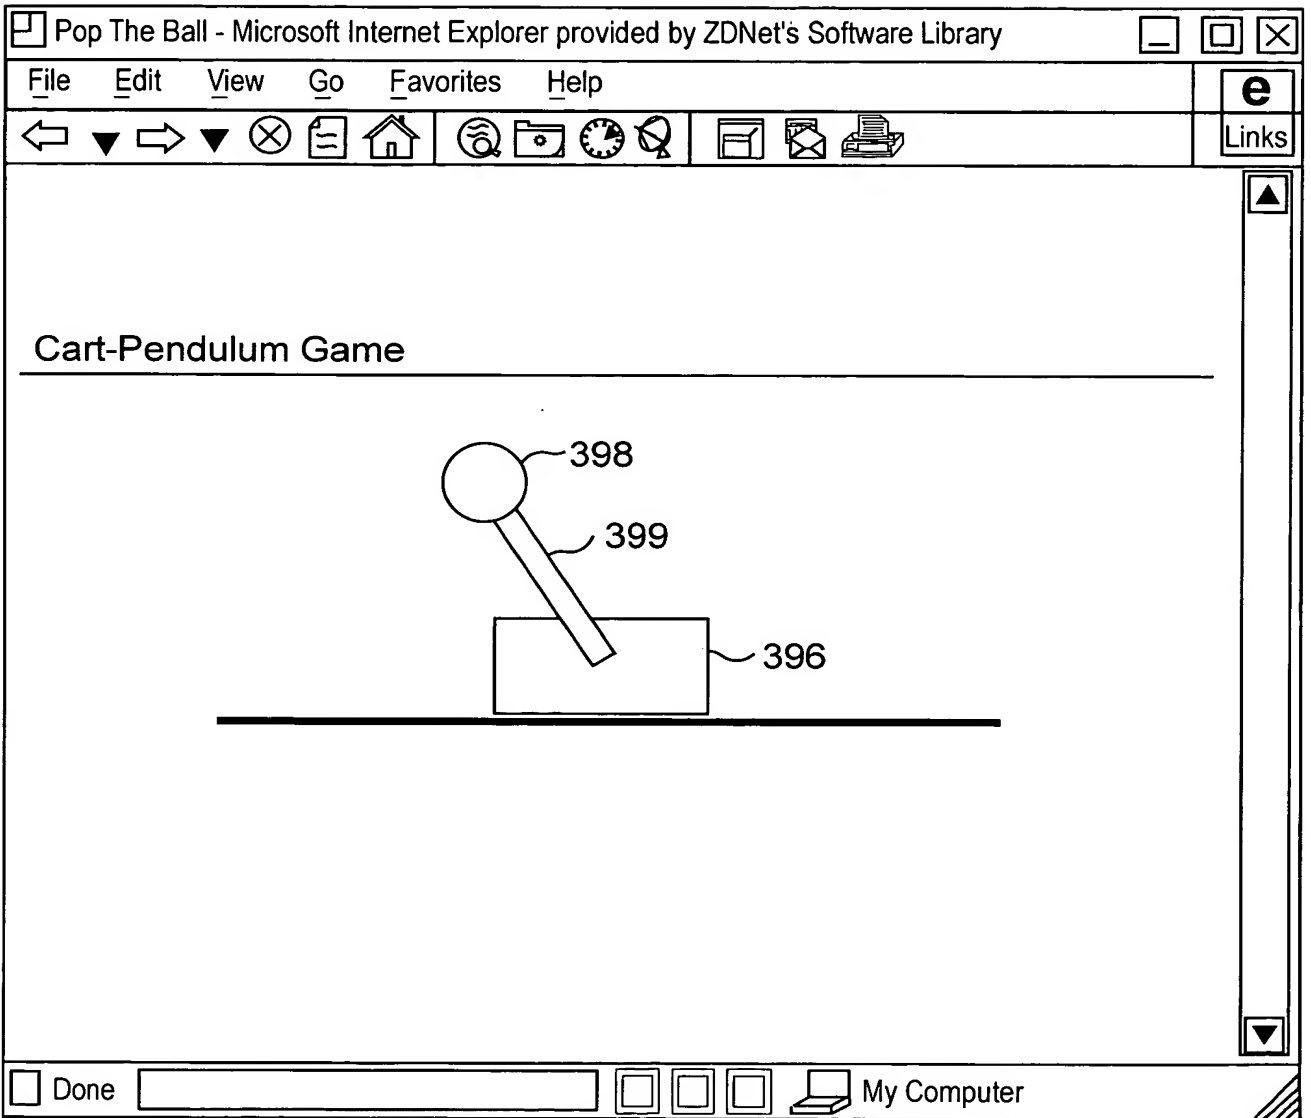 Pop The Ball - Microsoft Internet Explorer provided by ZDNet's Software Library
File Edit View Go Favorites Help
e
Links
Cart-Pendulum Game
398
399
396
Done
My Computer